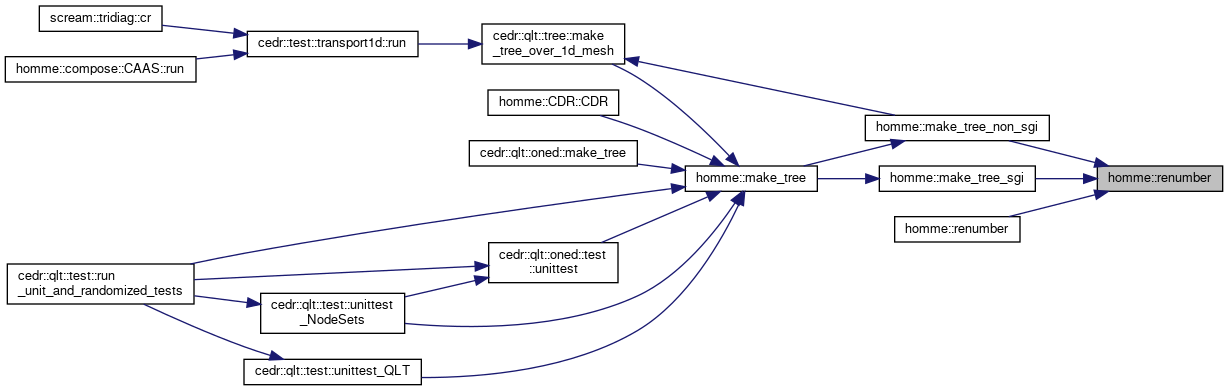 scream::tridiag::cr
homme::compose::CAAS::run
cedr::test::transport1d::run
cedr::qlt::tree::make
_tree_over_1d_mesh
homme::CDR::CDR
cedr::qlt::oned::make_tree
homme::make_tree
homme::make_tree_non_sgi
homme::make_tree_sgi
homme::renumber
homme::renumber
cedr::qlt::oned::test
::unittest
cedr::qlt::test::run
_unit_and_randomized_tests
cedr::qlt::test::unittest
_NodeSets
cedr::qlt::test::unittest_QLT